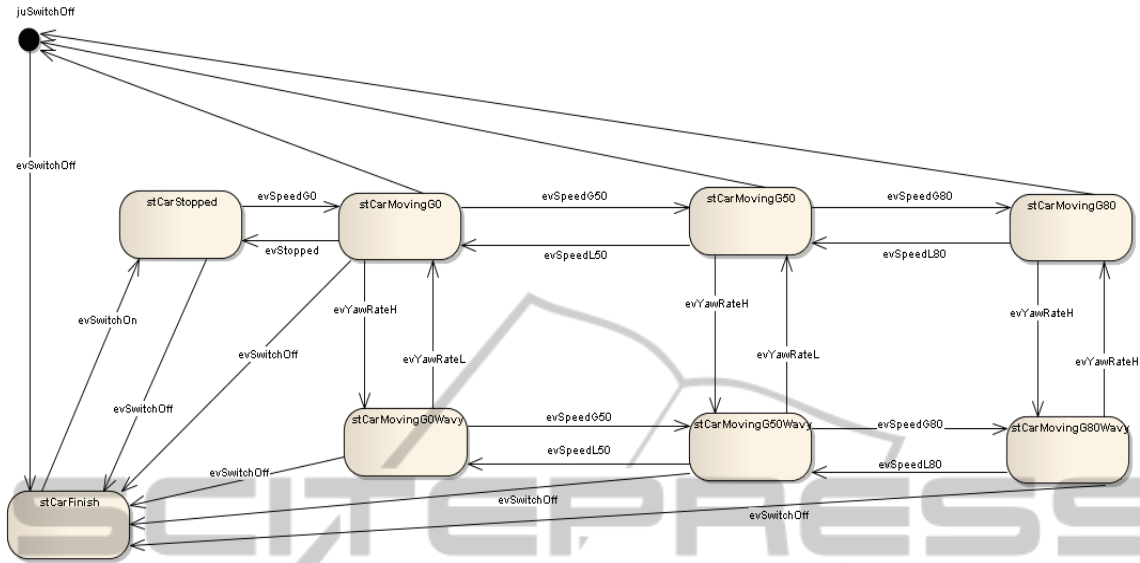 juSwitchOff
evSwitchOff
stCarStopped
evSpeedG0
evStopped
stCarMovingG0
evSpeedG50
evSpeedL50
stCarMovingG50
evSpeedG80
evSpeedL80
stCarMovingG80
evSwitchOn
evSwitchOff
evSwitchOff
evYawRateH
evYawRateL
evYawRateH
evYawRateL
evYawRateH
evYawRateH
stCarMovingG0Wavy
evSpeedG50
evSpeedL50
stCarMovingG50Wavy
evSpeedG80
evSpeedL80
stCarMovingG80Wavy
evSwitchOff
evSwitchOff
evSwitchOff
stCarFinish
SCITEPRESS